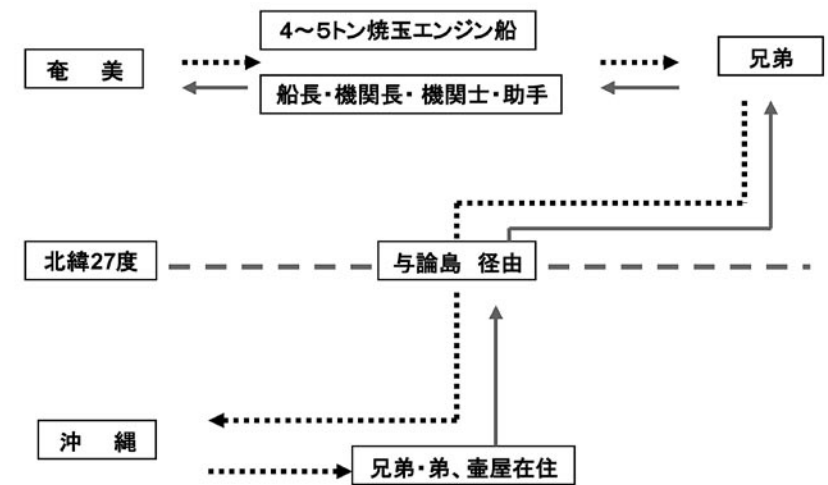 4～5トン焼玉エンジン船
奄　美
兄弟
船長・機関長・機関士・助手
北緯27度
与論島　径由
沖　縄
兄弟・弟、壷屋在住